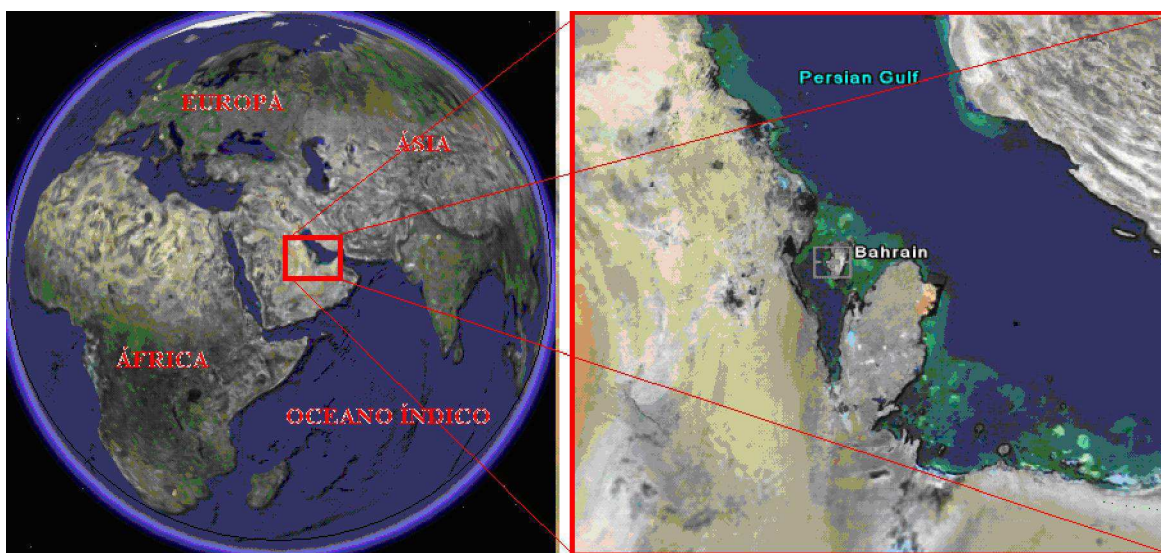 EUROPA
ÁSIA
ÁFRICA
OCEANO ÍNDICO
Persian Gulf
Bahrain